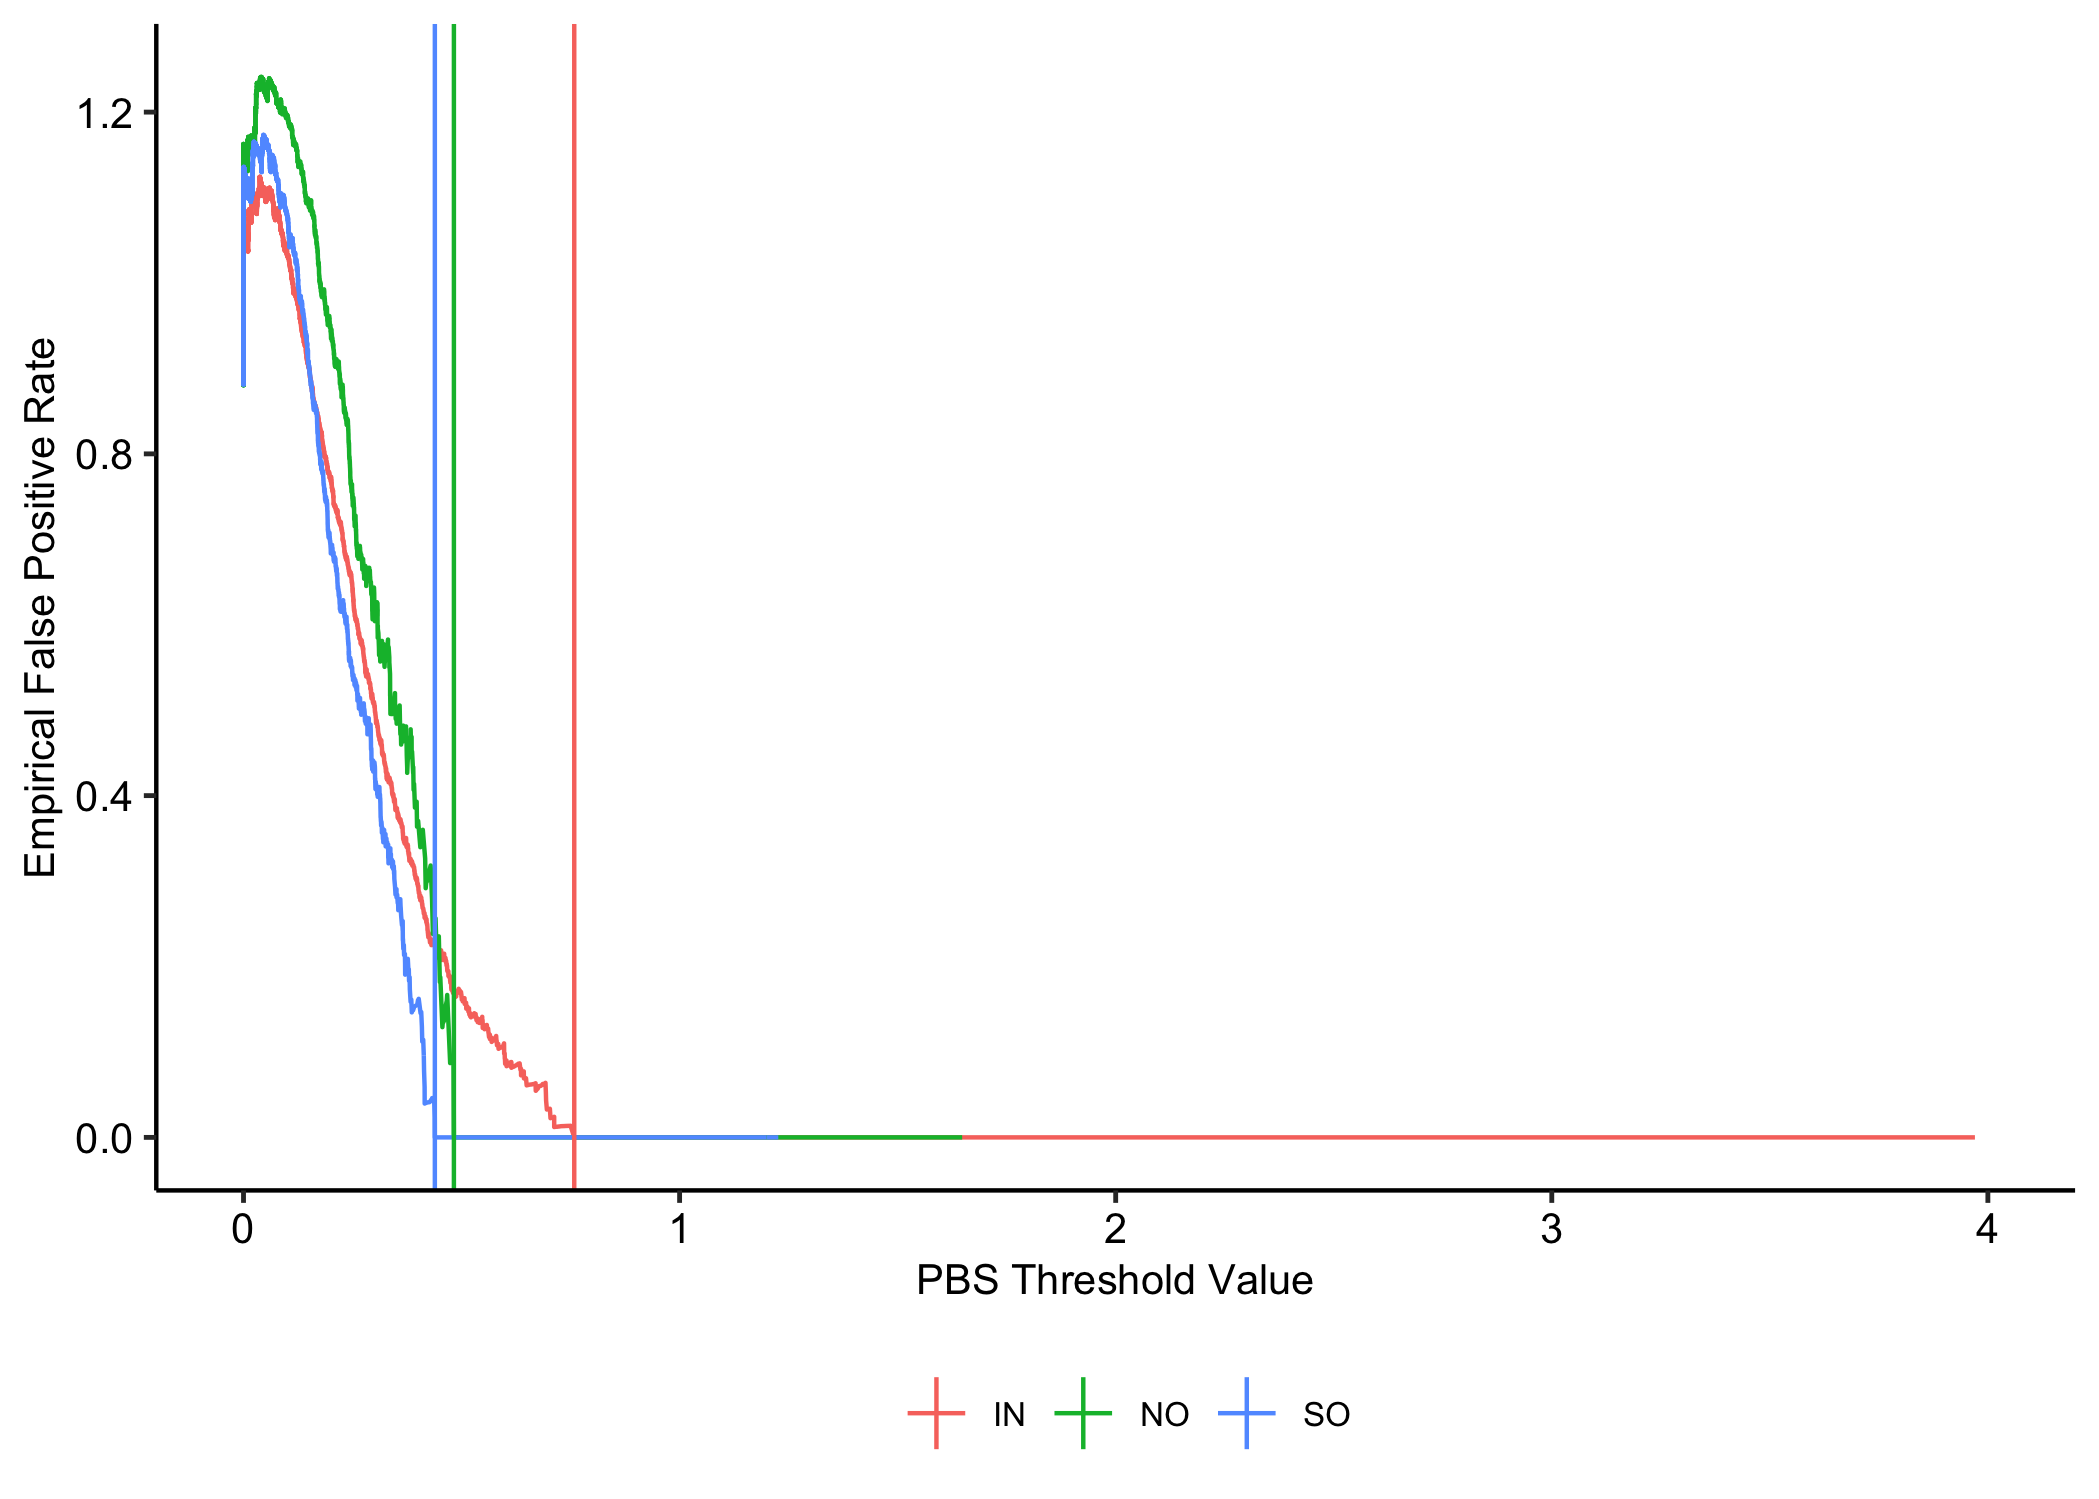 Empirical False Positive Rate
1.2
0.8
0.4
0.0
0 1 2 3 4
PBS Threshold Value
IN NO SO